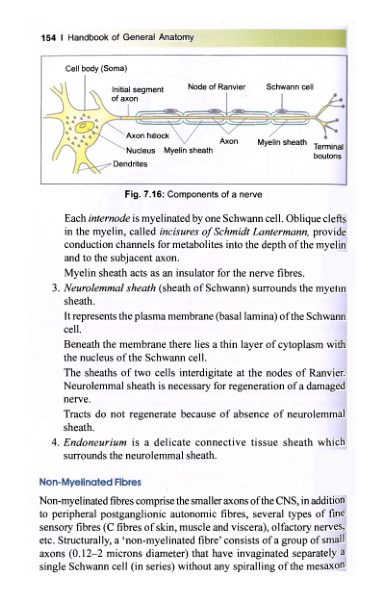 154 I Handbook of General Anatomy
Cell body (Soma)
Initial segment
of axon
Node of Ranvier
Schwann cell
Axon hillock
Nucleus
Myelin sheath
Axon
Myelin sheath
Terminal
boutons
Dendrites
Fig. 7.16: Components of a nerve
Each internode is myelinated by one Schwann cell. Oblique clefts
in the myelin, called incisures of Schmidt Lantermann, provide
conduction channels for metabolites into the depth of the myelin
and to the subjacent axon.
Myelin sheath acts as an insulator for the nerve fibres.
3. Neurolemmal sheath (sheath of Schwann) surrounds the myelin
sheath.
It represents the plasma membrane (basal lamina) of the Schwann
cell.
Beneath the membrane there lies a thin layer of cytoplasm with
the nucleus of the Schwann cell.
The sheaths of two cells interdigitate at the nodes of Ranvier.
Neurolemmal sheath is necessary for regeneration of a damaged
nerve.
Tracts do not regenerate because of absence of neurolemmal
sheath.
4. Endoneurium is a delicate connective tissue sheath which
surrounds the neurolemmal sheath.
Non-Myelinated Fibres
Non-myelinated fibres comprise the smaller axons of the CNS, in addition
to peripheral postganglionic autonomic fibres, several types of fine
sensory fibres (C fibres of skin, muscle and viscera), olfactory nerves,
etc. Structurally, a 'non-myelinated fibre' consists of a group of small
axons (0.12–2 microns diameter) that have invaginated separately a
single Schwann cell (in series) without any spiralling of the mesaxon